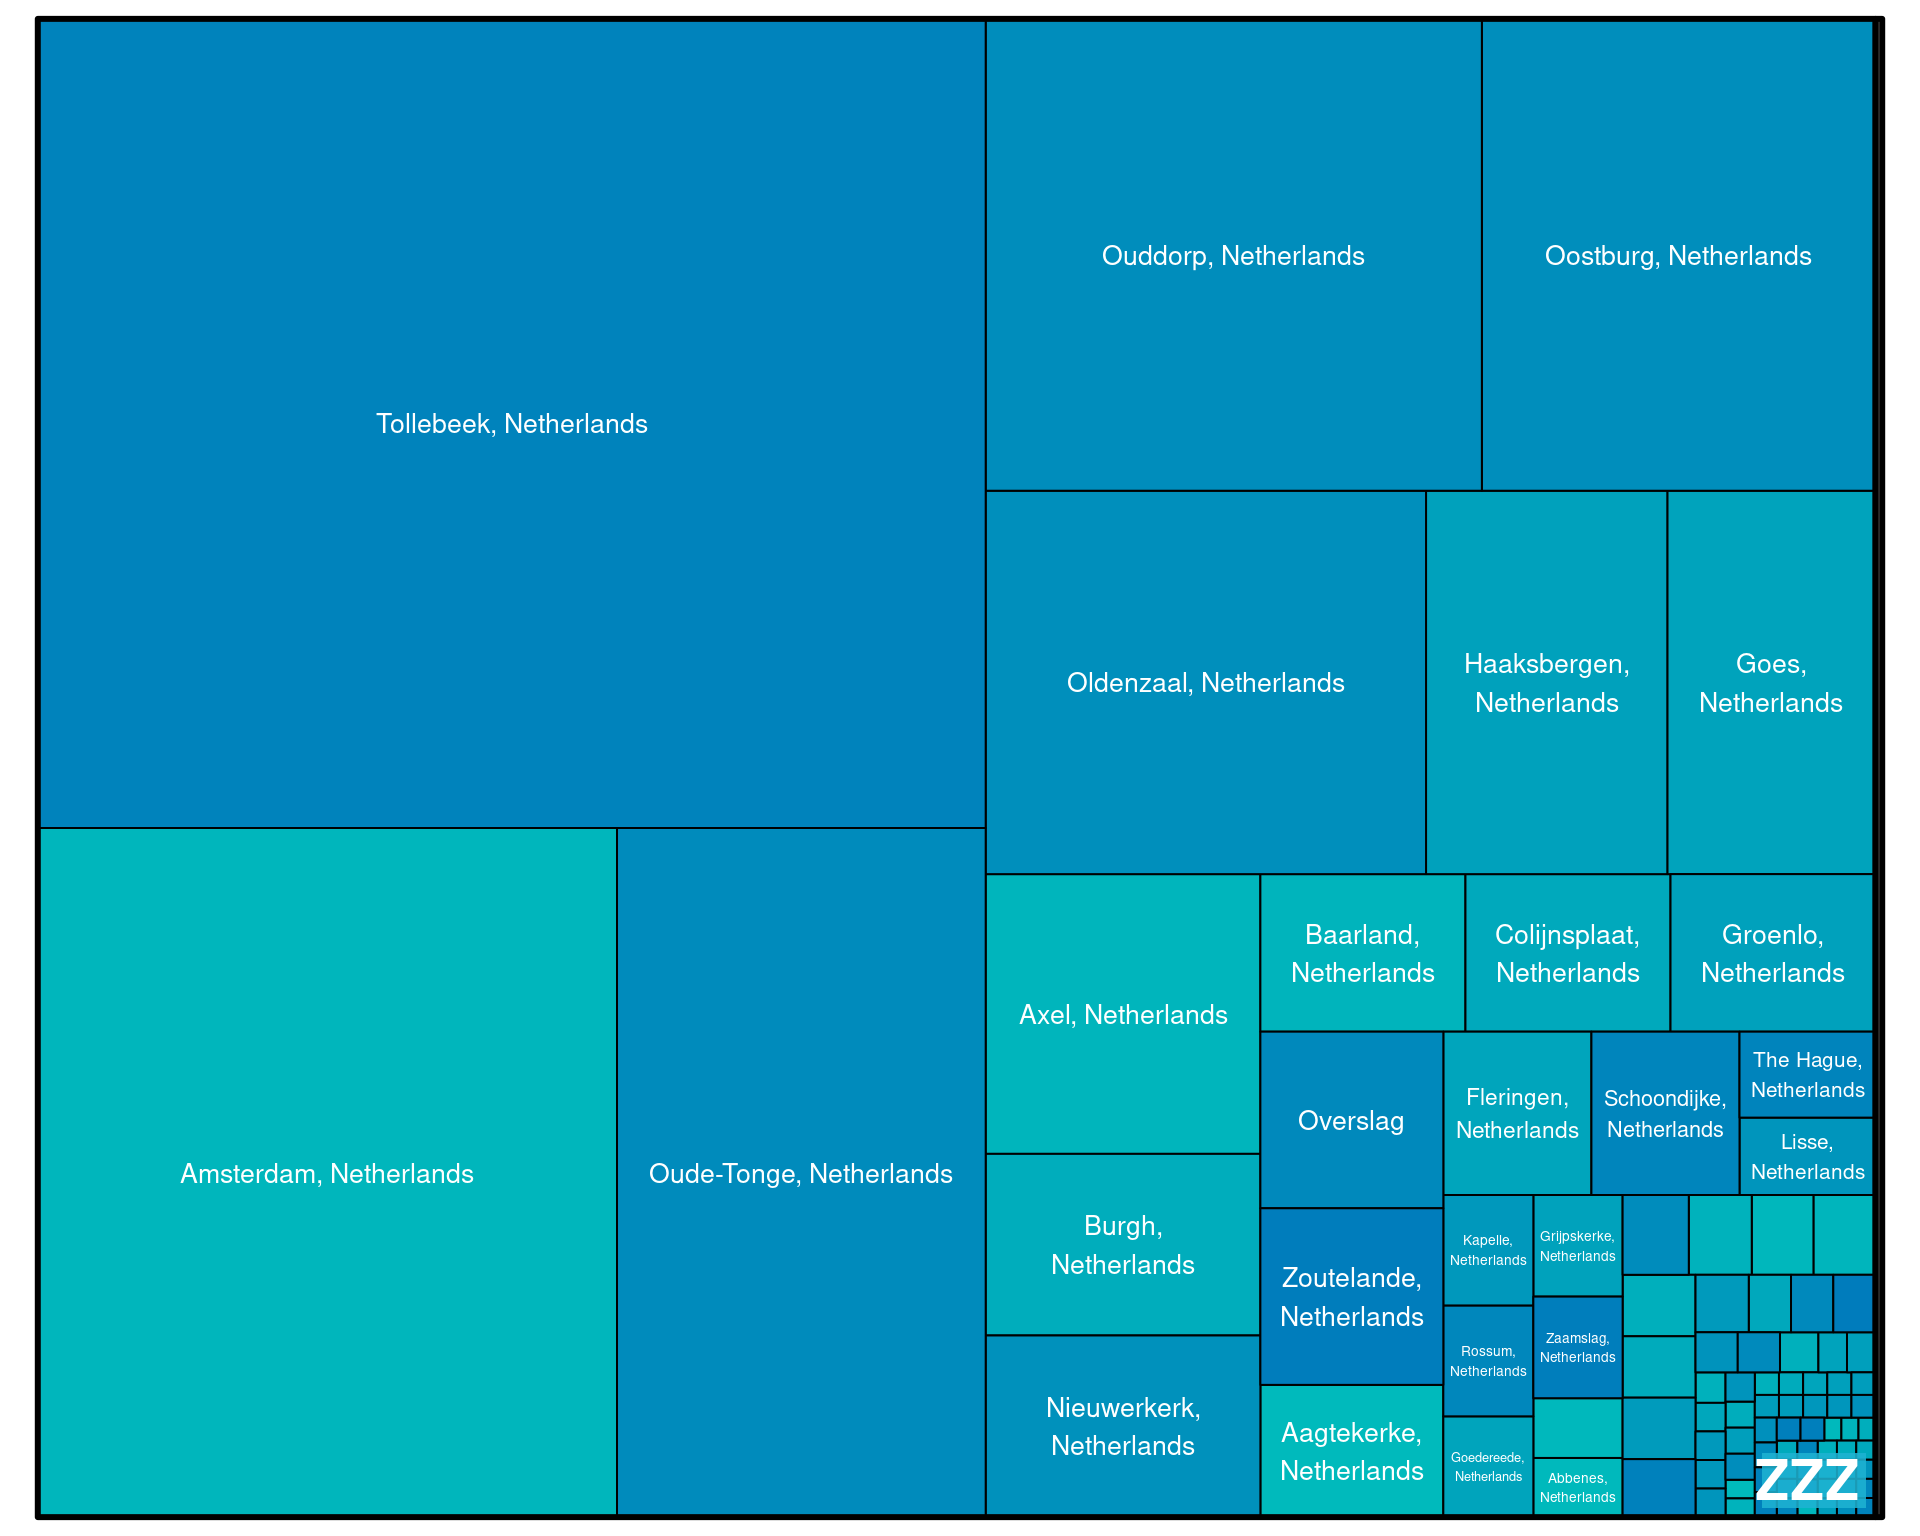 Tollebeek, Netherlands
Ouddorp, Netherlands
Oostburg, Netherlands
Oldenzaal, Netherlands
Haaksbergen,
Netherlands
Goes,
Netherlands
Amsterdam, Netherlands
Oude-Tonge, Netherlands
Axel, Netherlands
Burgh,
Netherlands
Nieuwerkerk,
Netherlands
Baarland,
Netherlands
Colijnsplaat,
Netherlands
Groenlo,
Netherlands
Overslag
Zoutelande,
Netherlands
Aagtekerke,
Netherlands
Fleringen,
Netherlands
Schoondijke,
Netherlands
The Hague,
Netherlands
Lisse,
Netherlands
Kapelle,
Netherlands
Rossum,
Netherlands
Goedereede,
Netherlands
Grijpskerke,
Netherlands
Zaamslag,
Netherlands
Abbenes,
Netherlands
ZZZ